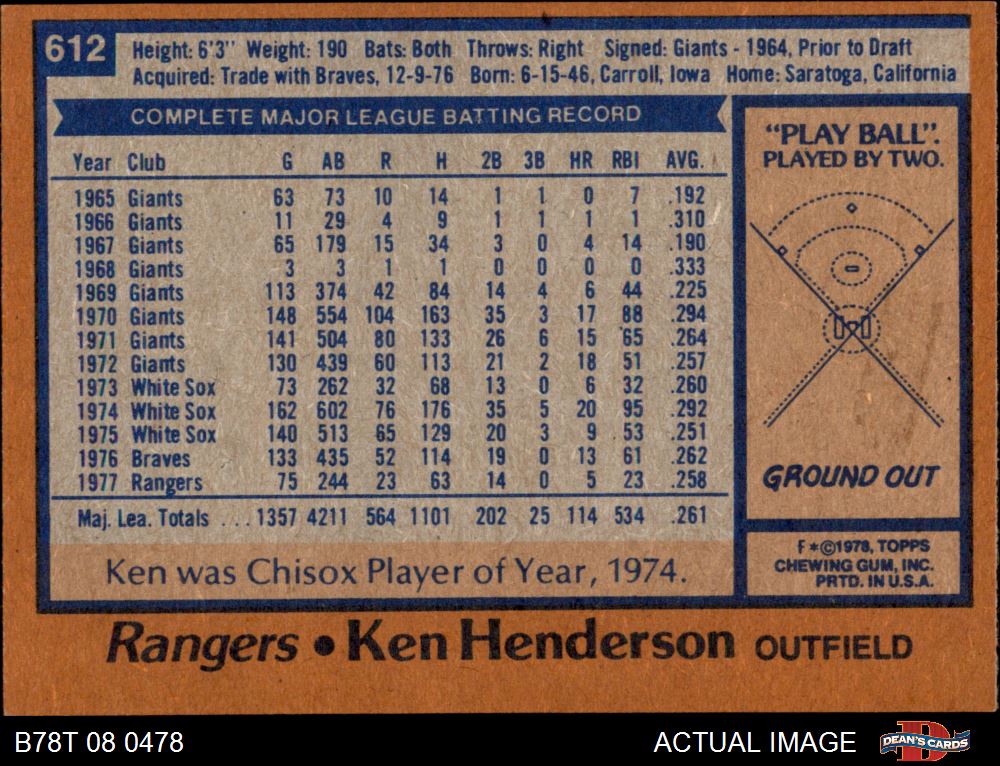 612
Height: 6'3" Weight: 190 Bats: Both Throws: Right Signed: Giants - 1964, Prior to Draft
Acquired: Trade with Braves, 12-9-76 Born: 6-15-46, Carroll, Iowa Home: Saratoga, California
COMPLETE MAJOR LEAGUE BATTING RECORD
Year Club G AB R H 2B 3B HR RBI AVG.
1965 Giants 63 73 10 14 1 1 0 7 .192
1966 Giants 11 29 4 9 1 1 1 1 .310
1967 Giants 65 179 15 34 3 0 4 14 .190
1968 Giants 3 3 1 1 0 0 0 0 .333
1969 Giants 113 374 42 84 14 4 6 44 .225
1970 Giants 148 554 104 163 35 3 17 88 .294
1971 Giants 141 504 80 133 26 6 15 65 .264
1972 Giants 130 439 60 113 21 2 18 51 .257
1973 White Sox 73 262 32 68 13 0 6 32 .260
1974 White Sox 162 602 76 176 35 5 20 95 .292
1975 White Sox 140 513 65 129 20 3 9 53 .251
1976 Braves 133 435 52 114 19 0 13 61 .262
1977 Rangers 75 244 23 63 14 0 5 23 .258
Maj. Lea. Totals ... 1357 4211 564 1101 202 25 114 534 .261
Ken was Chisox Player of Year, 1974.
"PLAY BALL".
PLAYED BY TWO.
GROUND OUT
F *©1978, TOPPS
CHEWING GUM, INC.
PRTD. IN U.S.A.
Rangers • Ken Henderson OUTFIELD
B78T 08 0478
ACTUAL IMAGE
DEAN'S CARDS